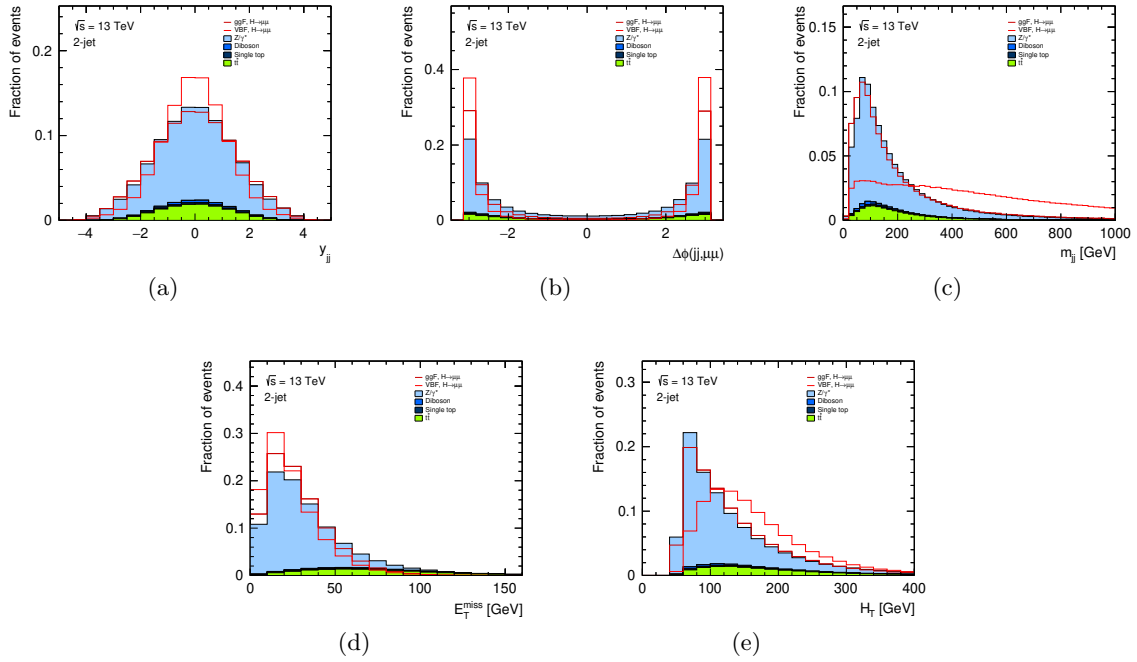 Fraction of events
0.2
0.1
0
√s = 13 TeV
2-jet
ggF, H→μμ
VBF, H→μμ
Z/γ*
Diboson
Single top
tt̄
−4 −2 0 2 4
y_jj
(a)
Fraction of events
0.6
0.4
0.2
0
√s = 13 TeV
2-jet
ggF, H→μμ
VBF, H→μμ
Z/γ*
Diboson
Single top
tt̄
−2 0 2
Δϕ(jj,μμ)
(b)
Fraction of events
0.15
0.1
0.05
0
√s = 13 TeV
2-jet
ggF, H→μμ
VBF, H→μμ
Z/γ*
Diboson
Single top
tt̄
0 200 400 600 800 1000
m_jj [GeV]
(c)
Fraction of events
0.4
0.3
0.2
0.1
0
√s = 13 TeV
2-jet
ggF, H→μμ
VBF, H→μμ
Z/γ*
Diboson
Single top
tt̄
0 50 100 150
E_T^miss [GeV]
(d)
Fraction of events
0.3
0.2
0.1
0
√s = 13 TeV
2-jet
ggF, H→μμ
VBF, H→μμ
Z/γ*
Diboson
Single top
tt̄
0 100 200 300 400
H_T [GeV]
(e)